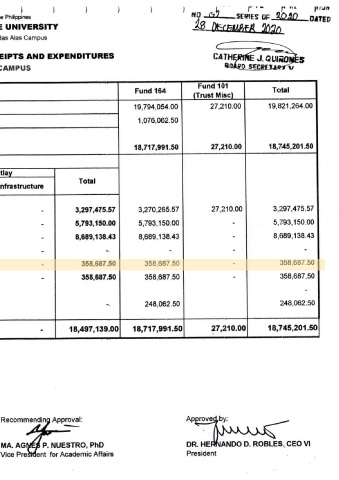 e Philippines
E UNIVERSITY
las Alas Campus
NO. SERIES OF 2020 DATED
28 DECEMBER 2020
CATHERINE J. QUIRONES
BOARD SECRETARY V
EIPTS AND EXPENDITURES
CAMPUS
Fund 164 Fund 101 (Trust Misc) Total
19,794,054.00 27,210.00 19,821,264.00
1,076,062.50
18,717,991.50 27,210.00 18,745,201.50
tlay
nfrastructure Total
- 3,297,475.57 3,270,265.57 27,210.00 3,297,475.57
- 5,793,150.00 5,793,150.00 - 5,793,150.00
- 8,689,138.43 8,689,138.43 - 8,689,138.43
- - - -
- 358,687.50 358,687.50 - 358,687.50
- 358,687.50 358,687.50 - 358,687.50
-
- - 248,062.50 248,062.50
- 18,497,139.00 18,717,991.50 27,210.00 18,745,201.50
Recommending Approval: Approved by:
MA. AGNES P. NUESTRO, PhD DR. HERNANDO D. ROBLES, CEO VI
Vice President for Academic Affairs President